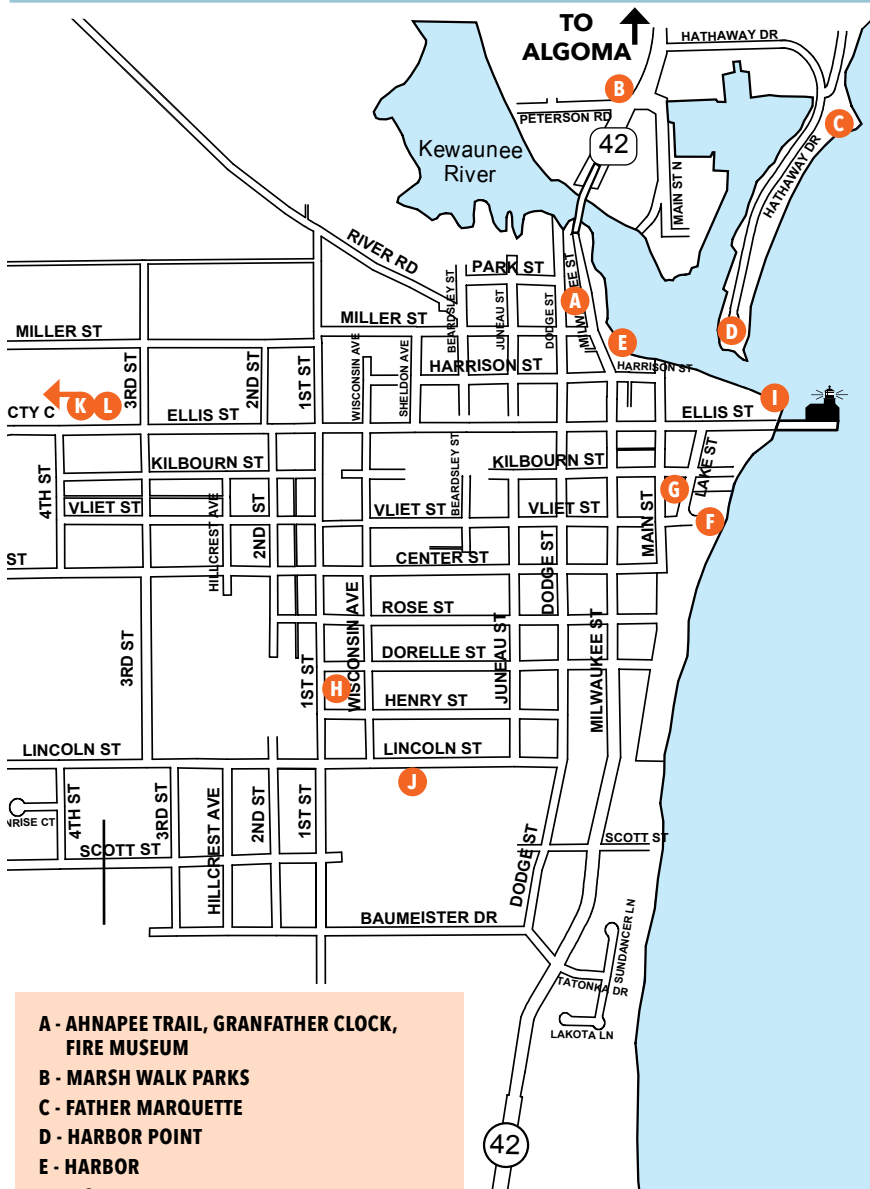 TO
ALGOMA
HATHAWAY DR
B
PETERSON RD
C
42
Kewaunee
River
MAIN ST N
HATHAWAY DR
RIVER RD
PARK ST
BEARDSLEY ST
JUNEAU ST
DODGE ST
MILWAUKEE ST
A
D
MILLER ST
MILLER ST
E
HARRISON ST
HARRISON ST
3RD ST
2ND ST
1ST ST
WISCONSIN AVE
SHELDON AVE
I
K
L
CTY C
ELLIS ST
ELLIS ST
KILBOURN ST
KILBOURN ST
4TH ST
BEARDSLEY ST
LAKE ST
G
VLIET ST
VLIET ST
VLIET ST
HILLCREST AVE
2ND ST
MAIN ST
F
ST
CENTER ST
DODGE ST
ROSE ST
WISCONSIN AVE
3RD ST
DORELLE ST
JUNEAU ST
MILWAUKEE ST
1ST ST
H
HENRY ST
LINCOLN ST
LINCOLN ST
J
NRISE CT
4TH ST
3RD ST
HILLCREST AVE
2ND ST
1ST ST
SCOTT ST
SCOTT ST
DODGE ST
BAUMEISTER DR
SUNDANCER LN
TATONKA DR
LAKOTA LN
42
A - AHNAPEE TRAIL, GRANFATHER CLOCK,
FIRE MUSEUM
B - MARSH WALK PARKS
C - FATHER MARQUETTE
D - HARBOR POINT
E - HARBOR